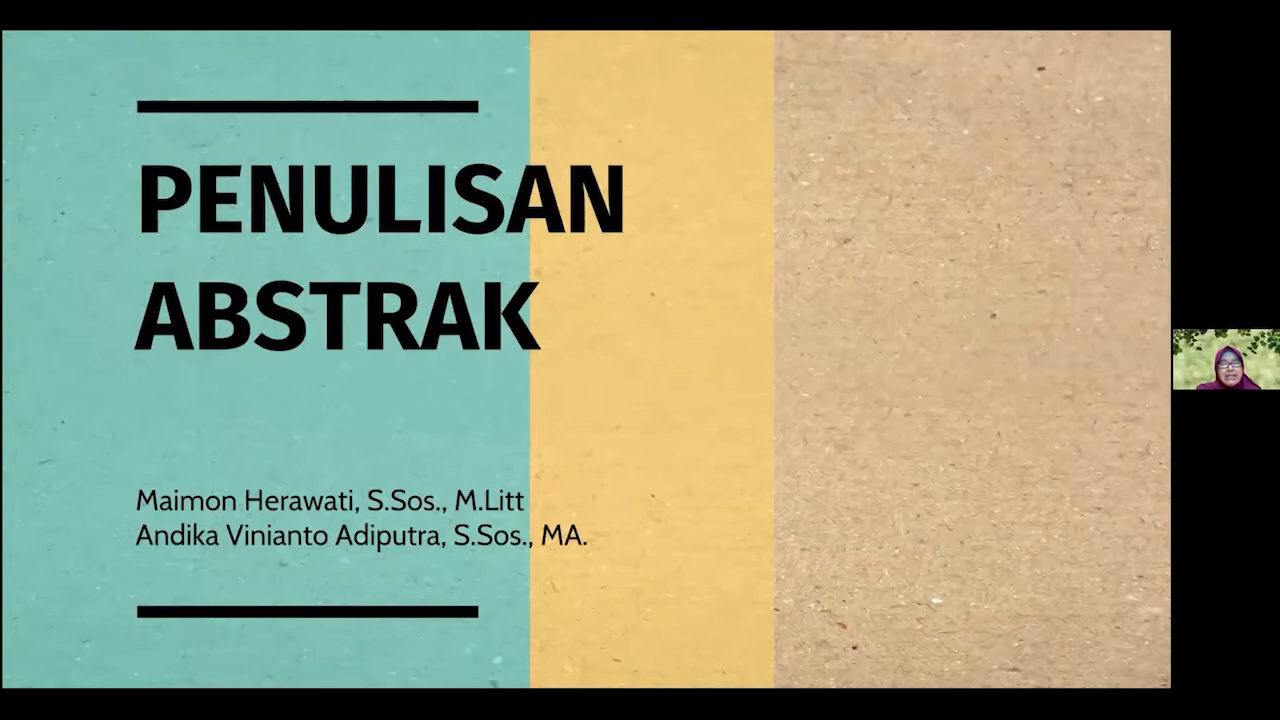 PENULISAN
ABSTRAK
Maimon Herawati, S.Sos., M.Litt
Andika Vinianto Adiputra, S.Sos., MA.